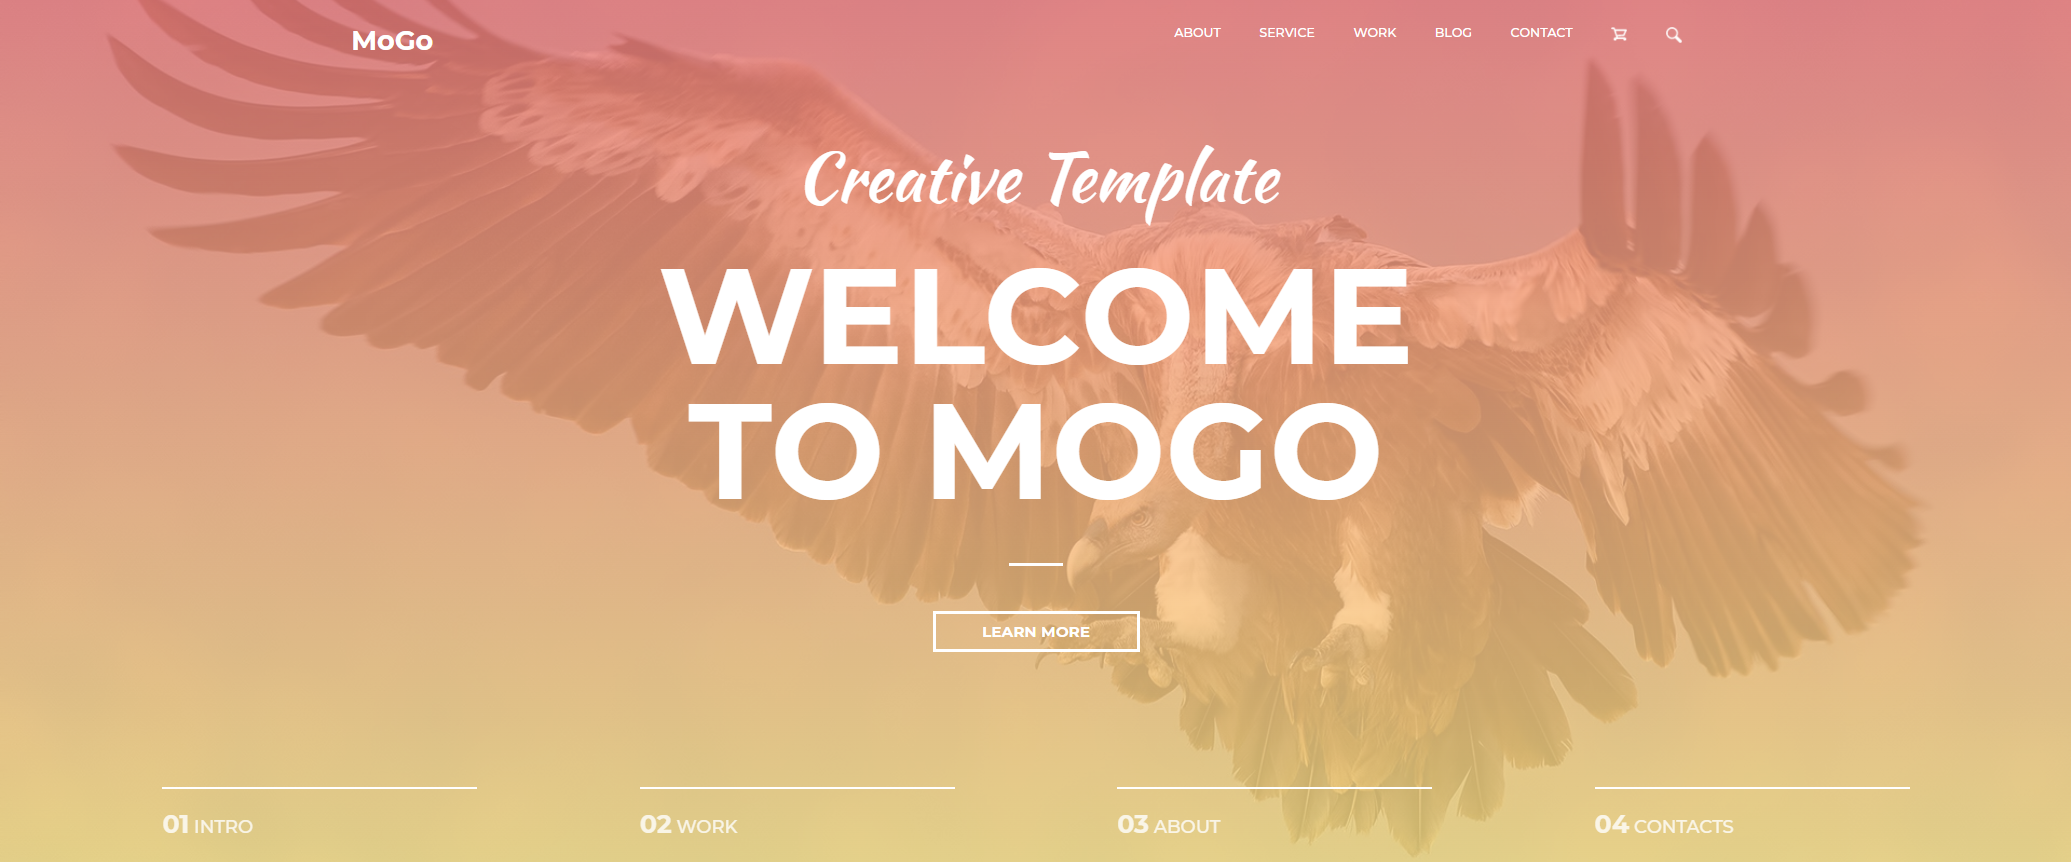 MoGo
ABOUT SERVICE WORK BLOG CONTACT
Creative Template
WELCOME
TO MOGO
LEARN MORE
01 INTRO
02 WORK
03 ABOUT
04 CONTACTS